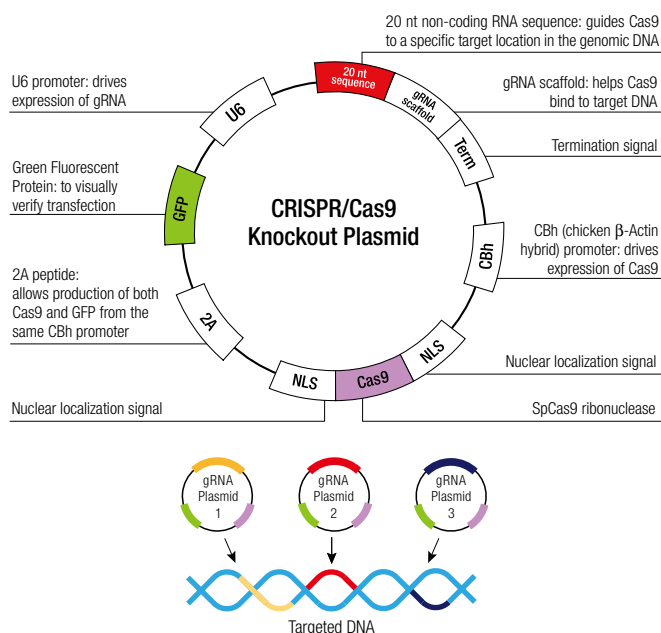 20 nt non-coding RNA sequence: guides Cas9
to a specific target location in the genomic DNA
U6 promoter: drives
expression of gRNA
U6
20 nt
sequence
gRNA
scaffold
Term
gRNA scaffold: helps Cas9
bind to target DNA
Termination signal
Green Fluorescent
Protein: to visually
verify transfection
GFP
CRISPR/Cas9
Knockout Plasmid
CBh
CBh (chicken β-Actin
hybrid) promoter: drives
expression of Cas9
2A peptide:
allows production of both
Cas9 and GFP from the
same CBh promoter
2A
NLS
Cas9
NLS
Nuclear localization signal
Nuclear localization signal
SpCas9 ribonuclease
gRNA
Plasmid
1
gRNA
Plasmid
2
gRNA
Plasmid
3
Targeted DNA